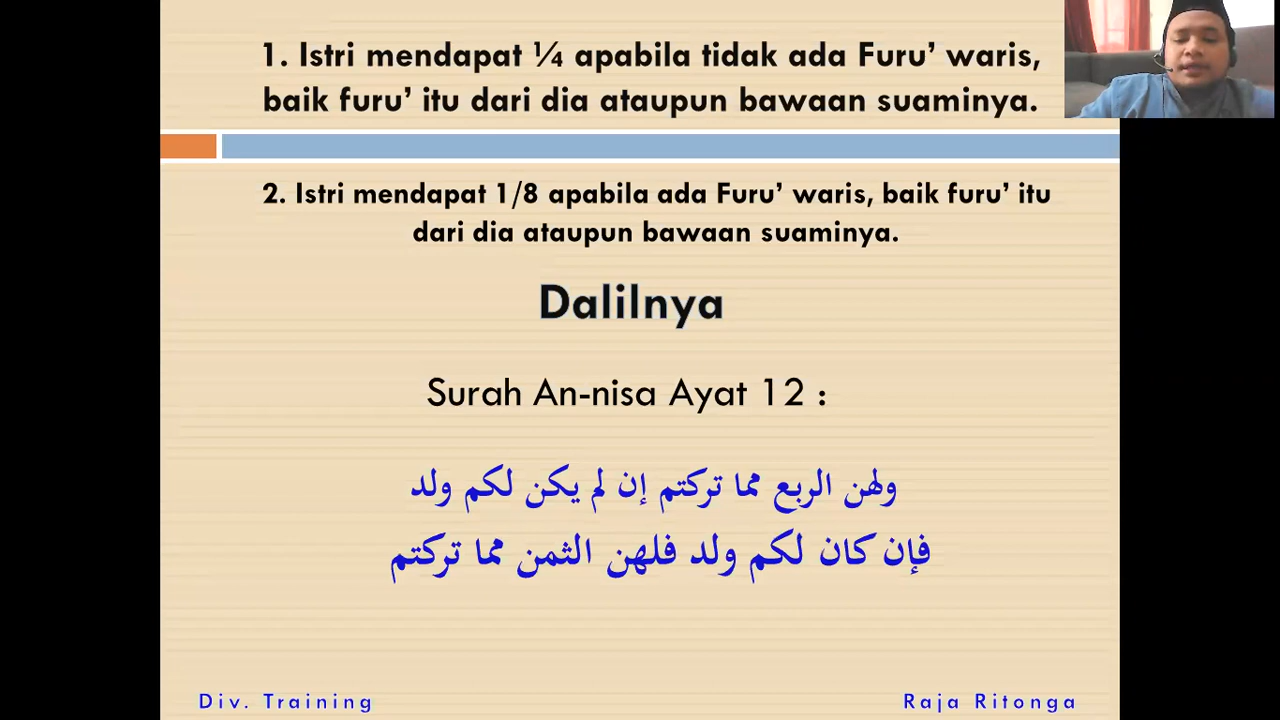 1. Istri mendapat ¼ apabila tidak ada Furu’ waris,
baik furu’ itu dari dia ataupun bawaan suaminya.
2. Istri mendapat 1/8 apabila ada Furu’ waris, baik furu’ itu
dari dia ataupun bawaan suaminya.
Dalilnya
Surah An-nisa Ayat 12 :
ولهن الربع مما تركتم إن لم يكن لكم ولد
فإن كان لكم ولد فلهن الثمن مما تركتم
Div. Training
Raja Ritonga